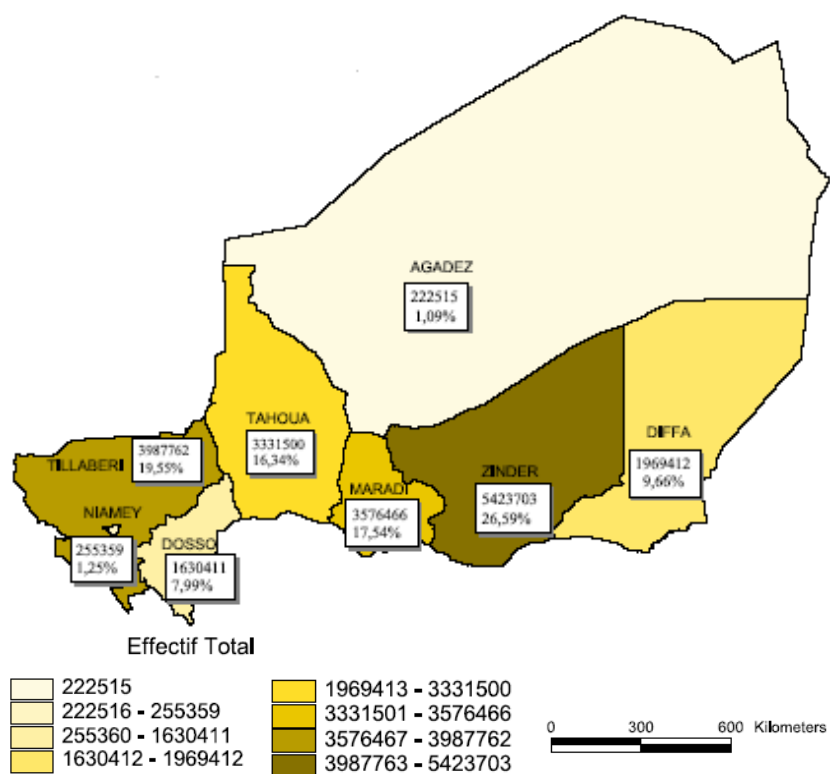 AGADEZ
222515
1,09%
TAHOUA
3331500
16,34%
DIFFA
1969412
9,66%
TILLABERI
3987762
19,55%
ZINDER
5423703
26,59%
MARADI
3576466
17,54%
NIAMEY
255359
1,25%
DOSSO
1630411
7,99%
Effectif Total
222515
222516 - 255359
255360 - 1630411
1630412 - 1969412
1969413 - 3331500
3331501 - 3576466
3576467 - 3987762
3987763 - 5423703
0 300 600 Kilometers